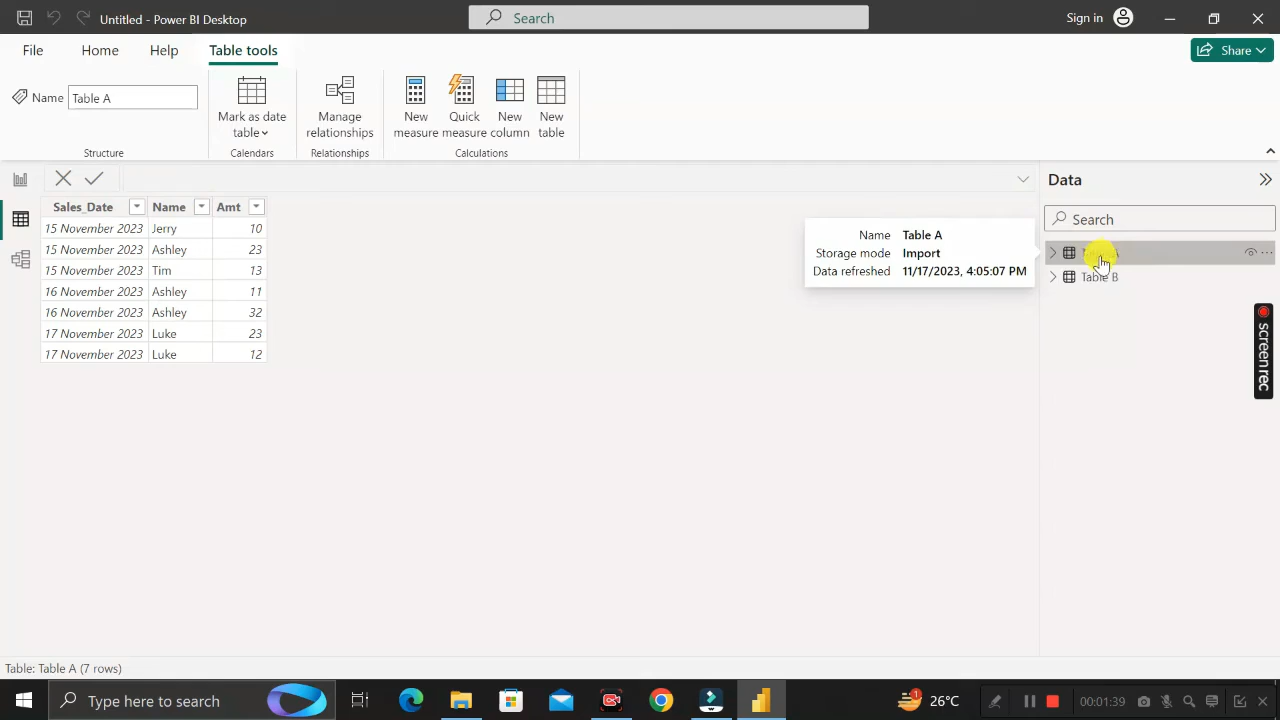 Untitled - Power BI Desktop
Search
Sign in
File
Home
Help
Table tools
Share
Name
Table A
Mark as date
table
Manage
relationships
New
measure
Quick
measure
New
column
New
table
Structure
Calendars
Relationships
Calculations
Sales_Date Name Amt
15 November 2023 Jerry 10
15 November 2023 Ashley 23
15 November 2023 Tim 13
16 November 2023 Ashley 11
16 November 2023 Ashley 32
17 November 2023 Luke 23
17 November 2023 Luke 12
Name Table A
Storage mode Import
Data refreshed 11/17/2023, 4:05:07 PM
Data
Search
Table B
screenrec
Table: Table A (7 rows)
Type here to search
1
26°C
00:01:39